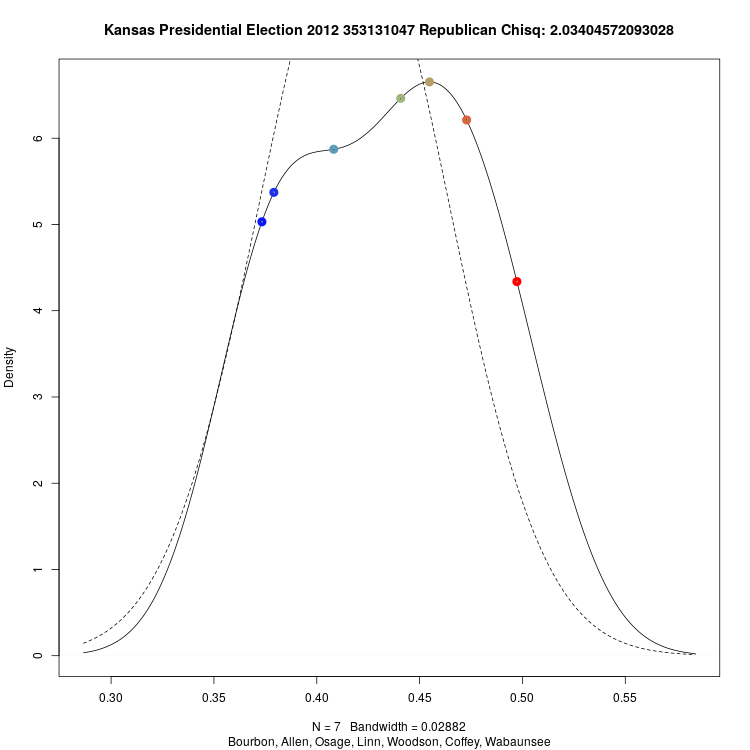 Kansas Presidential Election 2012 353131047 Republican Chisq: 2.03404572093028
Density
6
5
4
3
2
1
0
0.30 0.35 0.40 0.45 0.50 0.55
N = 7 Bandwidth = 0.02882
Bourbon, Allen, Osage, Linn, Woodson, Coffey, Wabaunsee